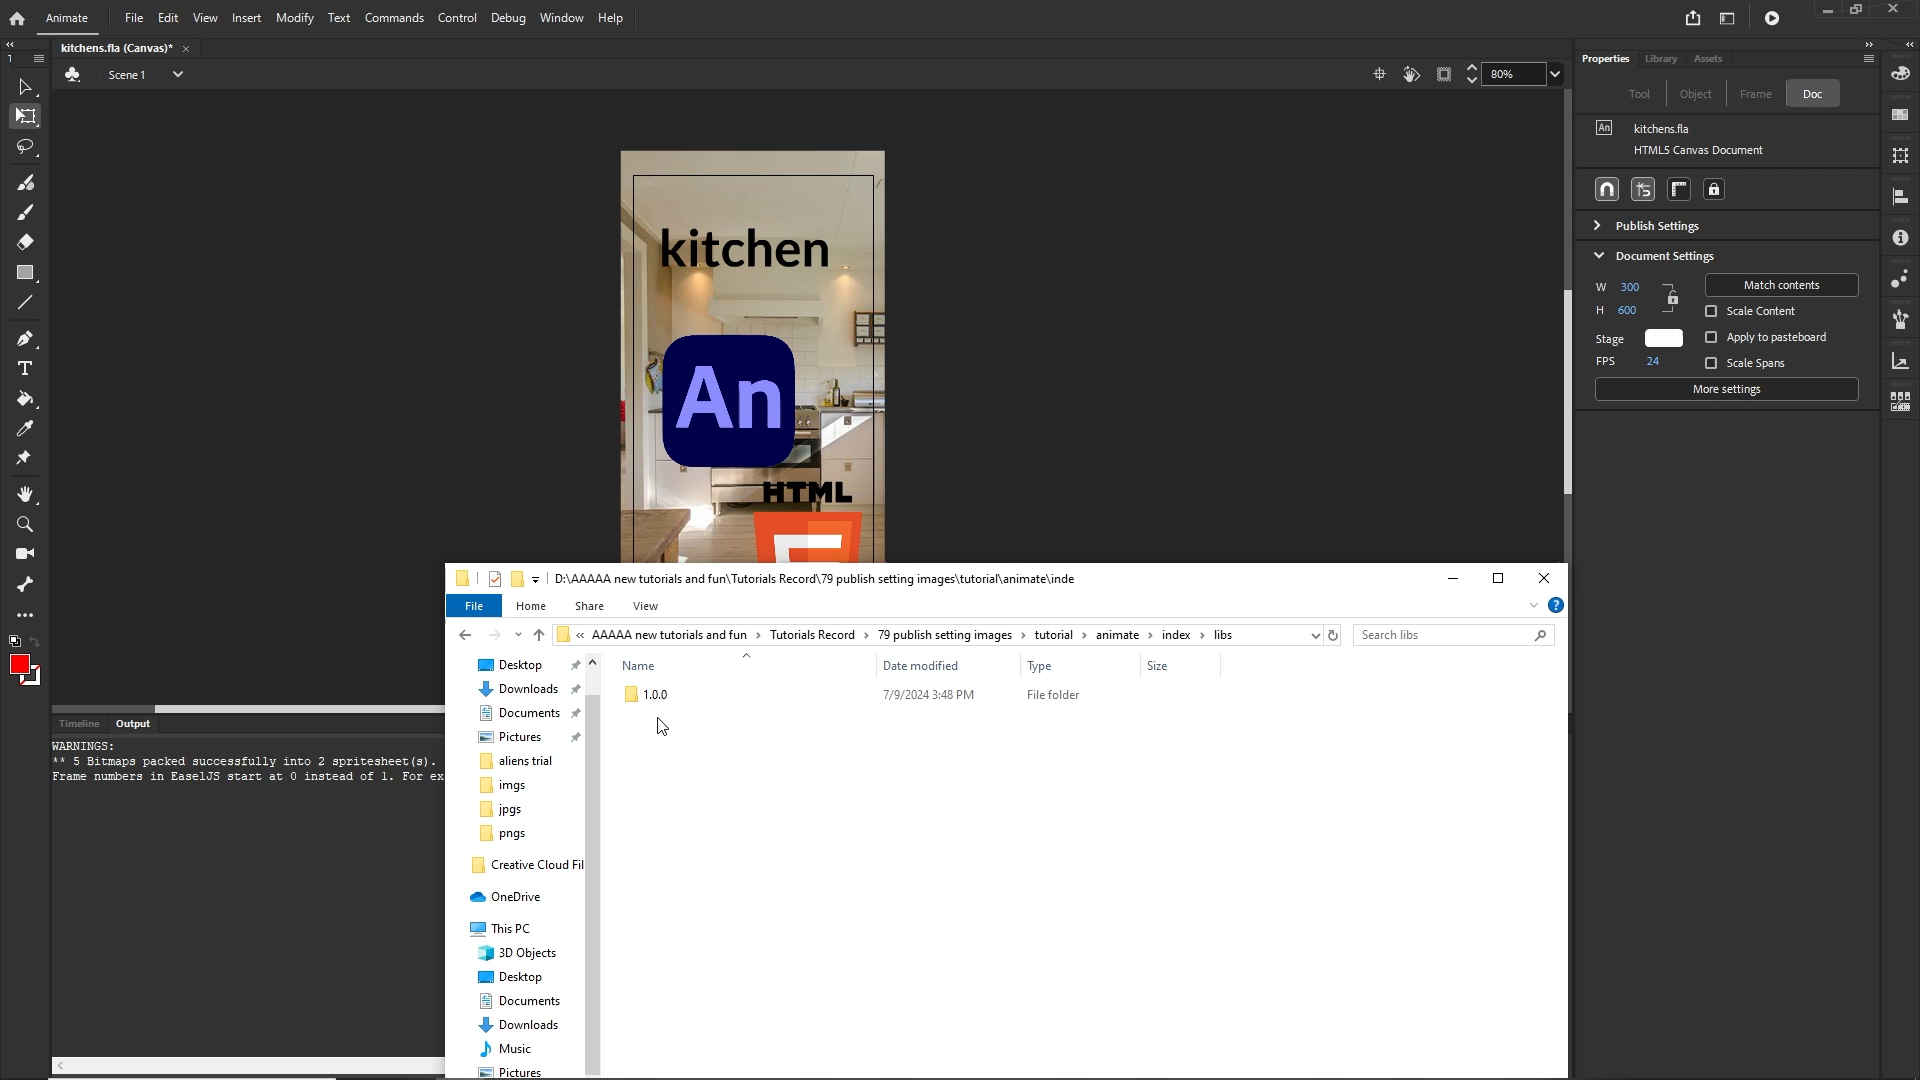 Animate File Edit View Insert Modify Text Commands Control Debug Window Help
kitchens.fla (Canvas)*
Scene 1
80%
kitchen
An
HTML
Properties Library Assets
Tool Object Frame Doc
An kitchens.fla
HTML5 Canvas Document
Publish Settings
Document Settings
W 300 Match contents
H 600 Scale Content
Stage Apply to pasteboard
FPS 24 Scale Spans
More settings
Timeline Output
WARNINGS:
** 5 Bitmaps packed successfully into 2 spritesheet(s).
Frame numbers in EaselJS start at 0 instead of 1. For ex
D:\AAAAA new tutorials and fun\Tutorials Record\79 publish setting images\tutorial\animate\inde
File Home Share View
« AAAAA new tutorials and fun › Tutorials Record › 79 publish setting images › tutorial › animate › index › libs
Search libs
Name Date modified Type Size
1.0.0 7/9/2024 3:48 PM File folder
Desktop
Downloads
Documents
Pictures
aliens trial
imgs
jpgs
pngs
Creative Cloud Fil
OneDrive
This PC
3D Objects
Desktop
Documents
Downloads
Music
Pictures